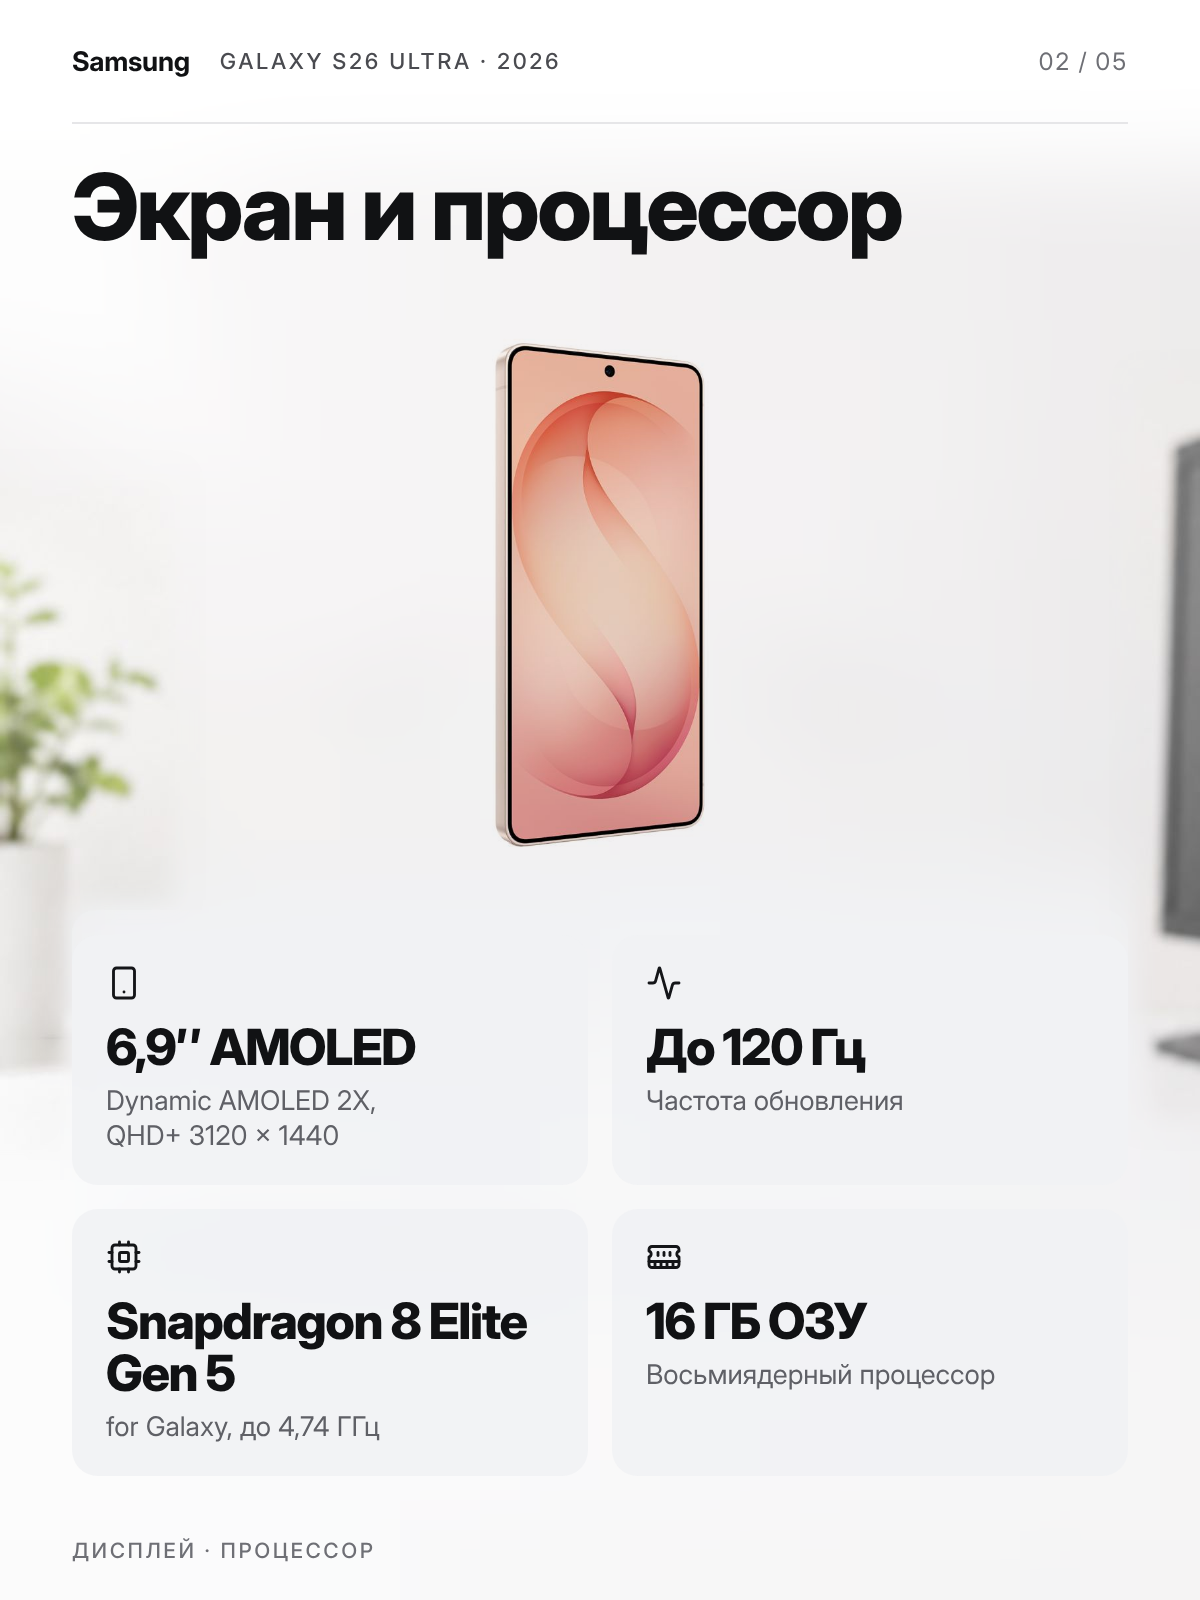 Samsung GALAXY S26 ULTRA · 2026 02 / 05
Экран и процессор
6,9″ AMOLED
Dynamic AMOLED 2X,
QHD+ 3120 × 1440
До 120 Гц
Частота обновления
Snapdragon 8 Elite
Gen 5
for Galaxy, до 4,74 ГГц
16 ГБ ОЗУ
Восьмиядерный процессор
ДИСПЛЕЙ · ПРОЦЕССОР